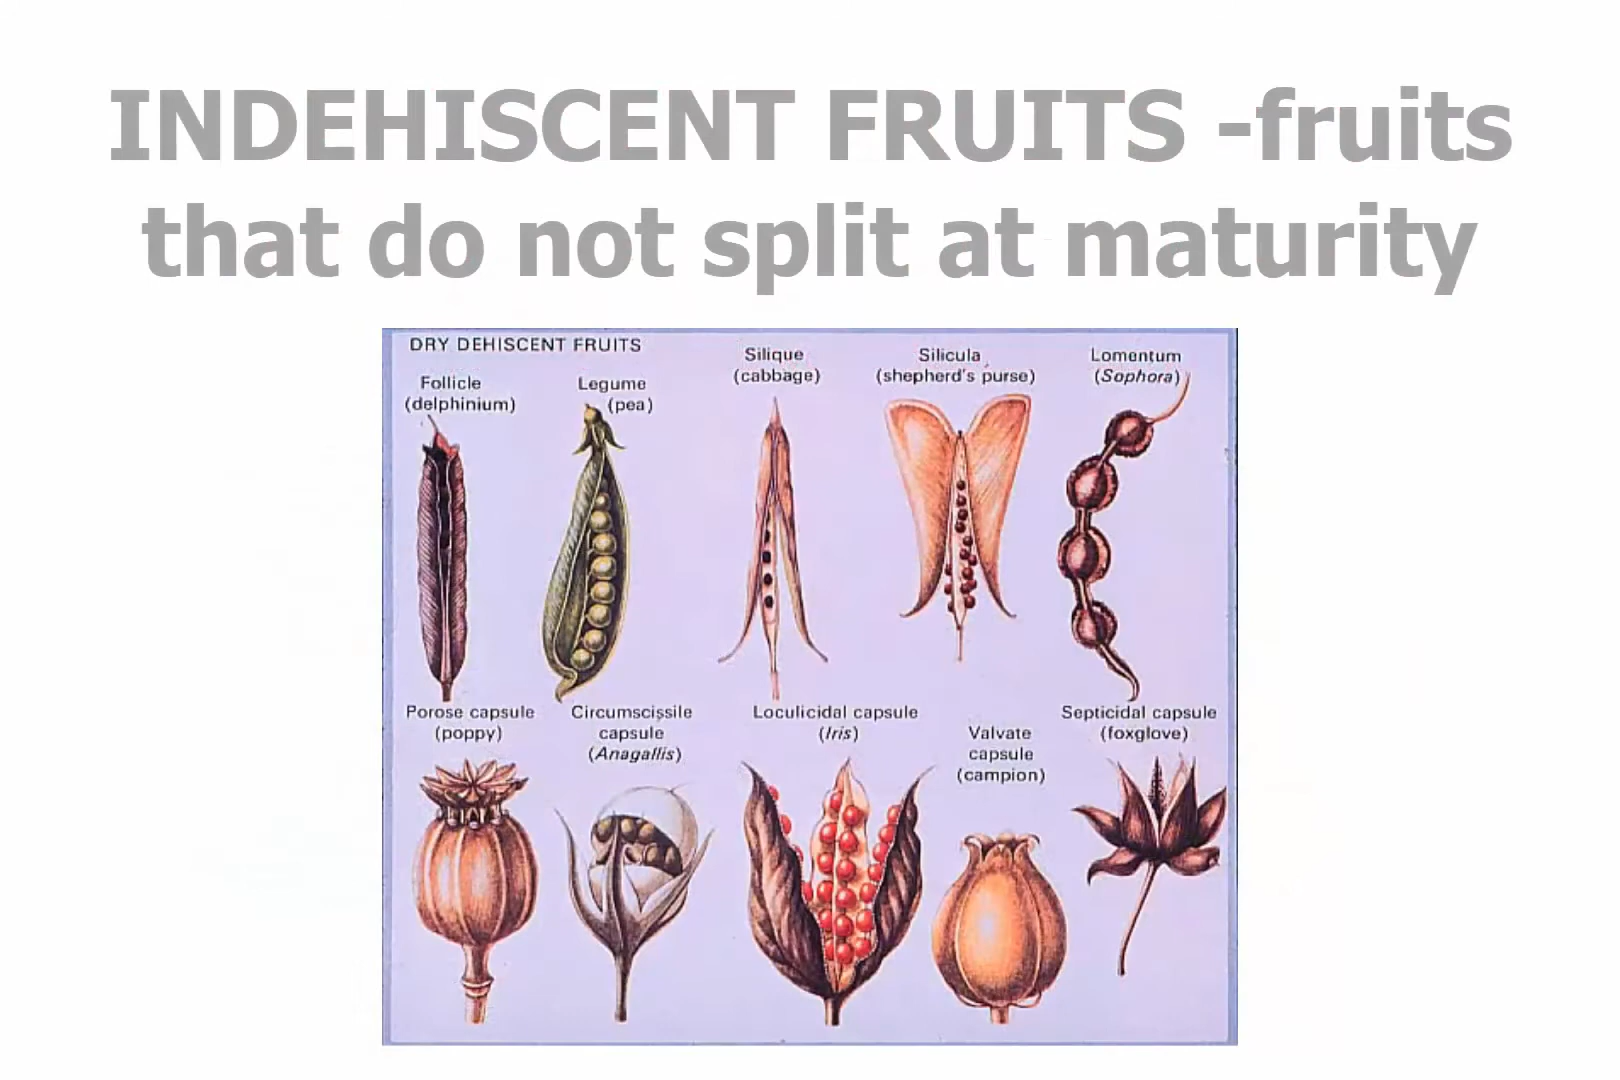 INDEHISCENT FRUITS -fruits
that do not split at maturity
DRY DEHISCENT FRUITS
Follicle
(delphinium)
Legume
(pea)
Silique
(cabbage)
Silicula
(shepherd's purse)
Lomentum
(Sophora)
Porose capsule
(poppy)
Circumscissile
capsule
(Anagallis)
Loculicidal capsule
(Iris)
Valvate
capsule
(campion)
Septicidal capsule
(foxglove)